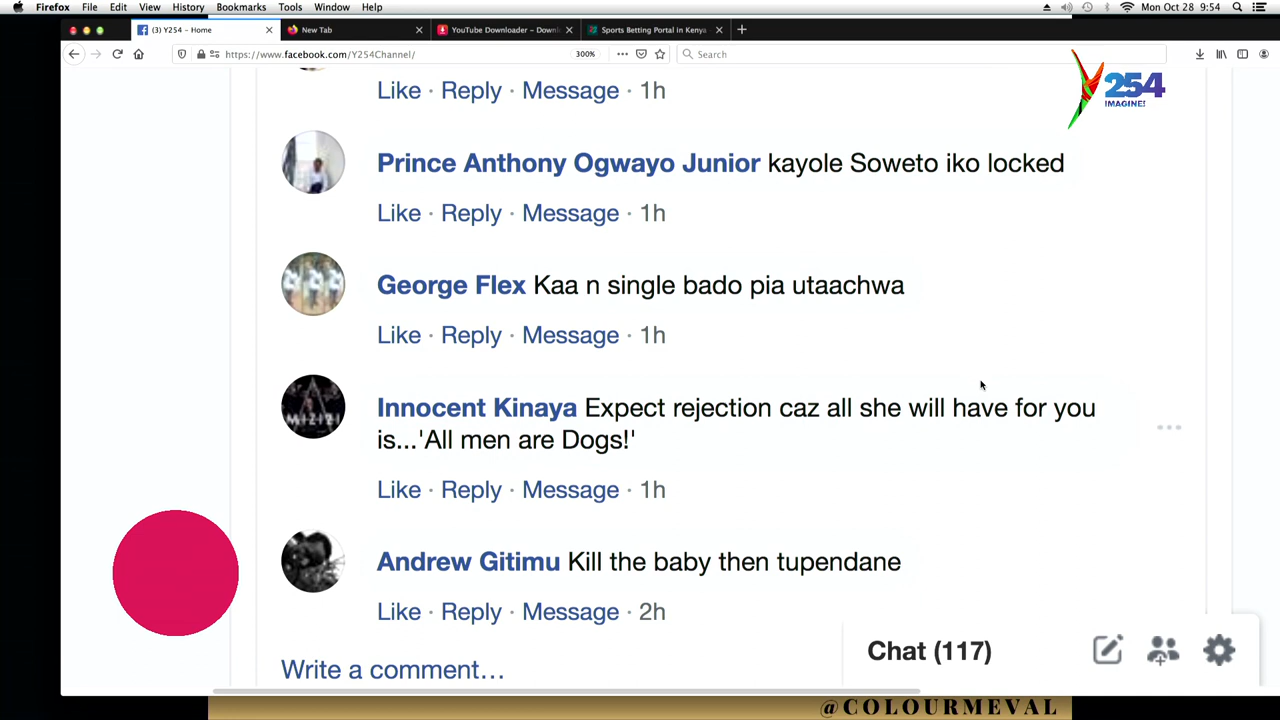 Firefox File Edit View History Bookmarks Tools Window Help Mon Oct 28 9:54
(3) Y254 - Home New Tab YouTube Downloader - Downl Sports Betting Portal in Kenya
https://www.facebook.com/Y254Channel/ 300% Search
254
IMAGINE!
Like · Reply · Message · 1h
Prince Anthony Ogwayo Junior kayole Soweto iko locked
Like · Reply · Message · 1h
George Flex Kaa n single bado pia utaachwa
Like · Reply · Message · 1h
Innocent Kinaya Expect rejection caz all she will have for you
is...'All men are Dogs!'
Like · Reply · Message · 1h
Andrew Gitimu Kill the baby then tupendane
Like · Reply · Message · 2h
Chat (117)
Write a comment...
@COLOURMEVAL